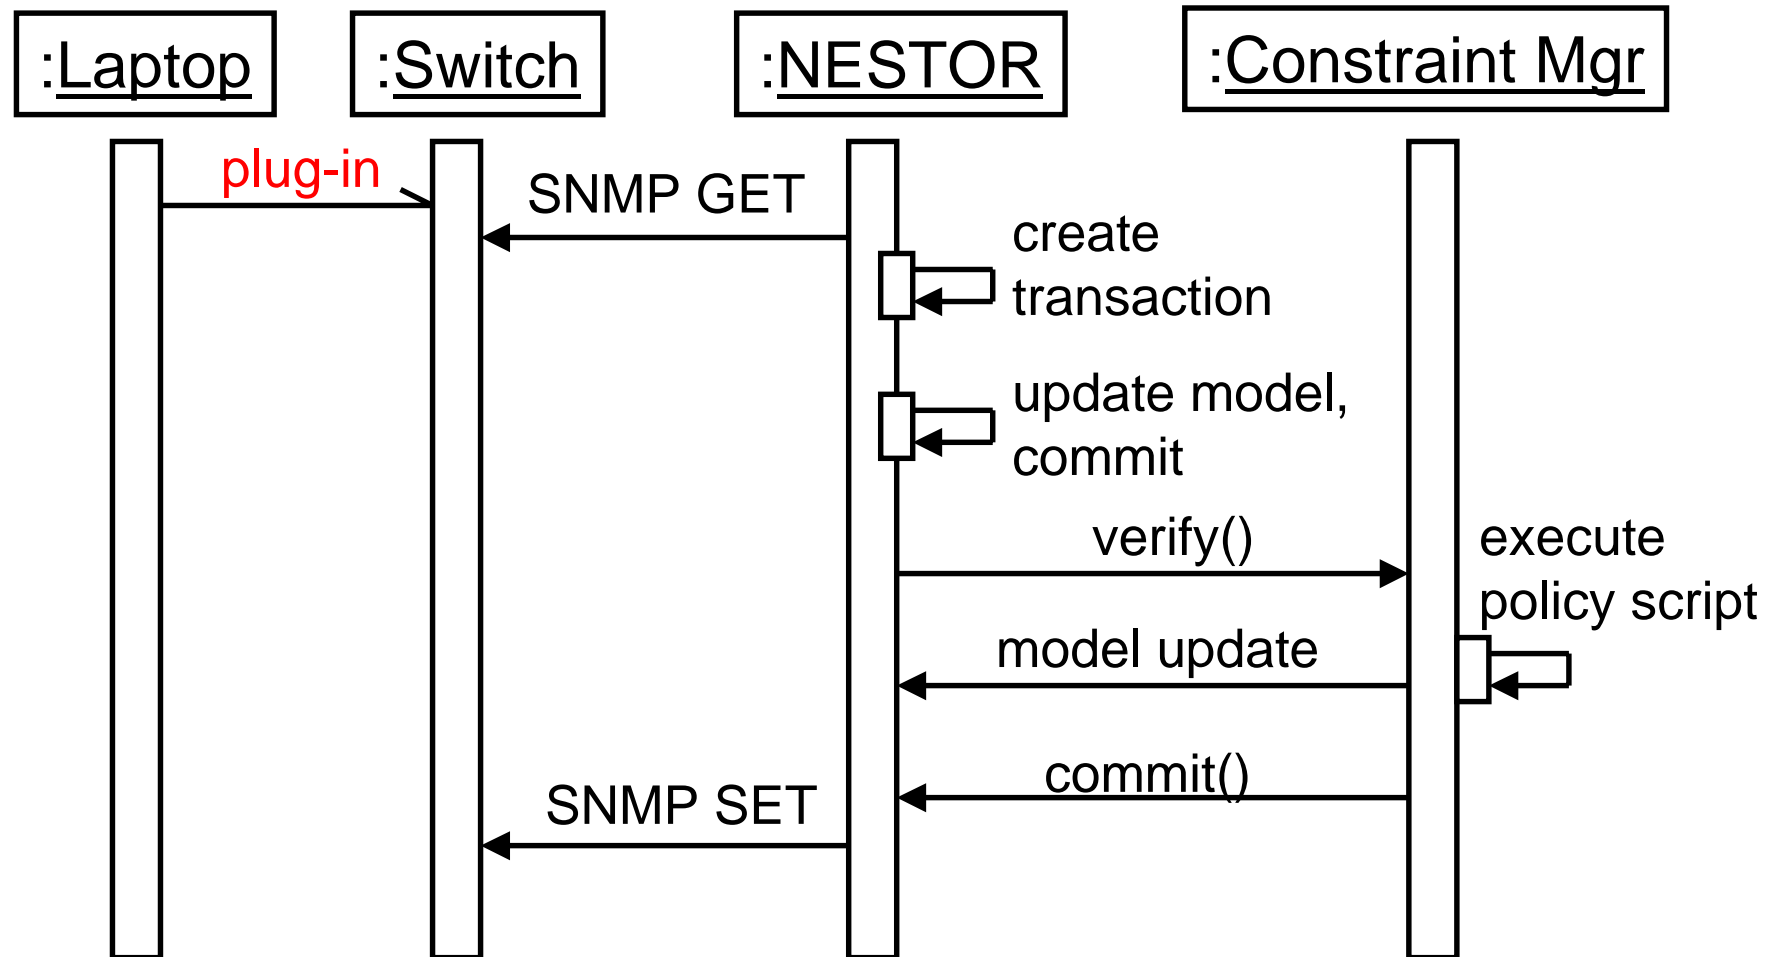 :Laptop
:Switch
:NESTOR
:Constraint Mgr
plug-in
SNMP GET
create
transaction
update model,
commit
verify()
execute
policy script
model update
commit()
SNMP SET